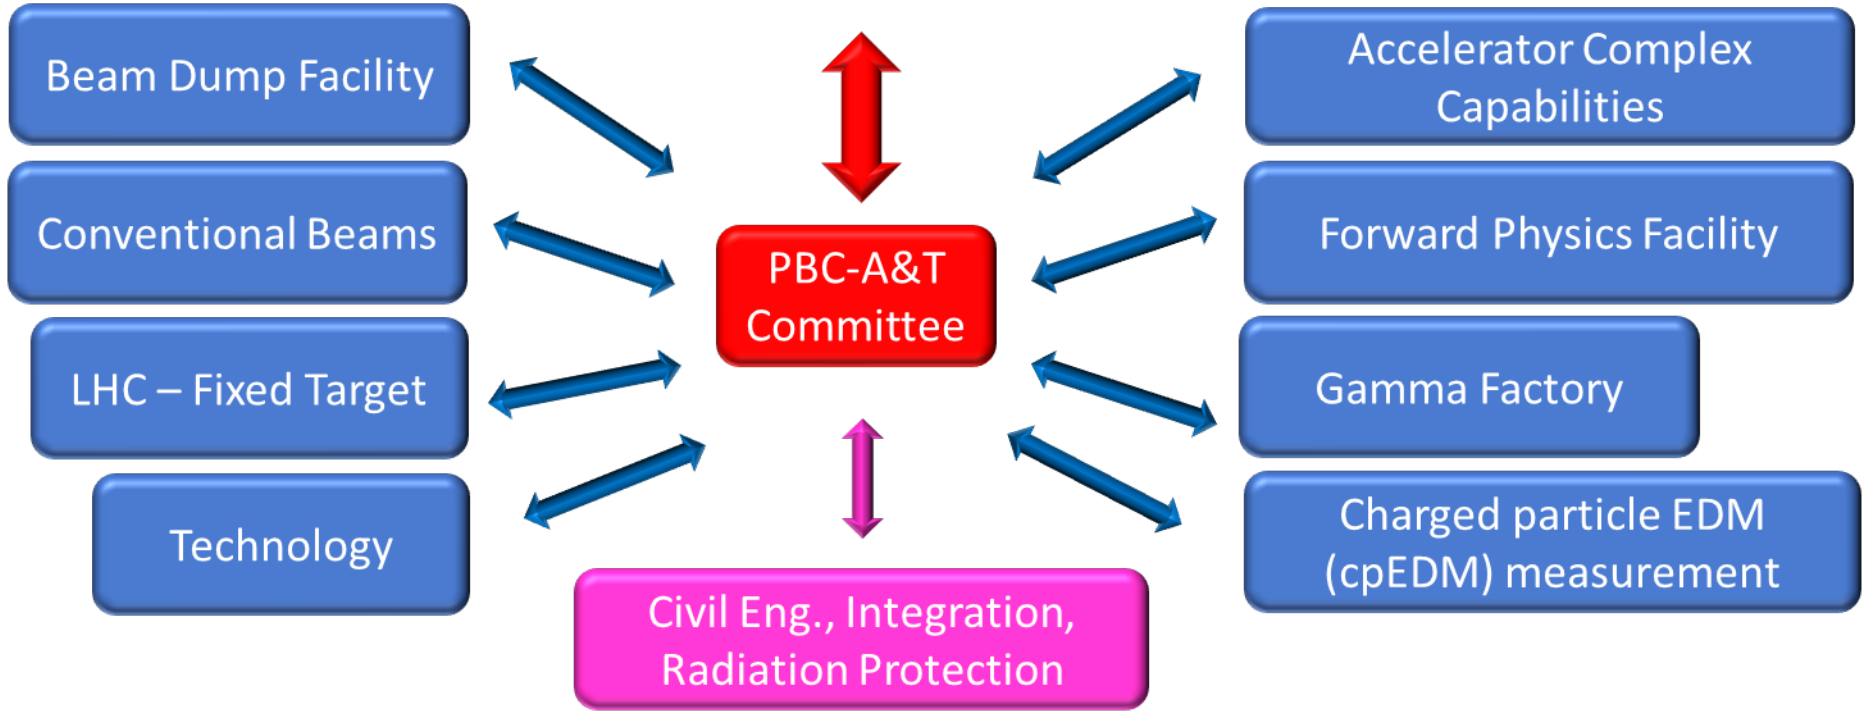 Beam Dump Facility
Conventional Beams
LHC – Fixed Target
Technology
PBC-A&T
Committee
Civil Eng., Integration,
Radiation Protection
Accelerator Complex
Capabilities
Forward Physics Facility
Gamma Factory
Charged particle EDM
(cpEDM) measurement